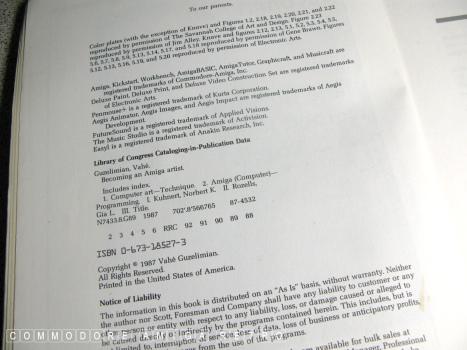 To our parents.
Color plates (with the exception of Knave) and Figures 1.2, 2.18, 2.19, 2.20, 2.21, and 2.22
reproduced by permission of The Savannah College of Art and Design. Figure 2.23
reproduced by permission of Jim Alley. Knave and figures 2.12, 2.13, 5.1, 5.2, 5.3, 5.4, 5.5,
5.6, 5.7, 5.8, 5.9, 5.13, 5.14, 5.17, and 5.18 reproduced by permission of Gene Brawn. Figures
5.12, 5.15, 5.16, 5.19, and 5.20 reproduced by permission of Electronic Arts.
Amiga, Kickstart, Workbench, AmigaBASIC, AmigaTutor, Graphicraft, and Musicraft are
registered trademarks of Commodore-Amiga, Inc.
Deluxe Paint, Deluxe Print, and Deluxe Video Construction Set are registered trademarks
of Electronic Arts.
Penmouse+ is a registered trademark of Kurta Corporation.
Aegis Animator, Aegis Images, and Aegis Impact are registered trademarks of Aegis
Development.
FutureSound is a registered trademark of Applied Visions.
The Music Studio is a registered trademark of Activision.
Easyl is a registered trademark of Anakin Research, Inc.
Library of Congress Cataloging-in-Publication Data
Guzelimian, Vahé.
Becoming an Amiga artist.
Includes index.
1. Computer art—Technique. 2. Amiga (Computer)—
Programming. I. Kuhnert, Norbert K. II. Rozells,
Gia L. III. Title.
N7433.8.G89 1987 702'.8'566765 87-4532
2 3 4 5 6 RRC 92 91 90 89 88
ISBN 0-673-18527-3
Copyright © 1987 Vahé Guzelimian.
All Rights Reserved.
Printed in the United States of America.
Notice of Liability
The information in this book is distributed on an "As Is" basis, without warranty. Neither
the author nor Scott, Foresman and Company shall have any liability to customer or any
other person or entity with respect to any liability, loss, or damage caused or alleged to
be caused directly or indirectly by the programs contained herein. This includes, but is
not limited to, interruption of service, loss of data, loss of business or anticipatory profits,
from the use of the programs.
are available for bulk sales at
Manager, Professional
COMMODORE